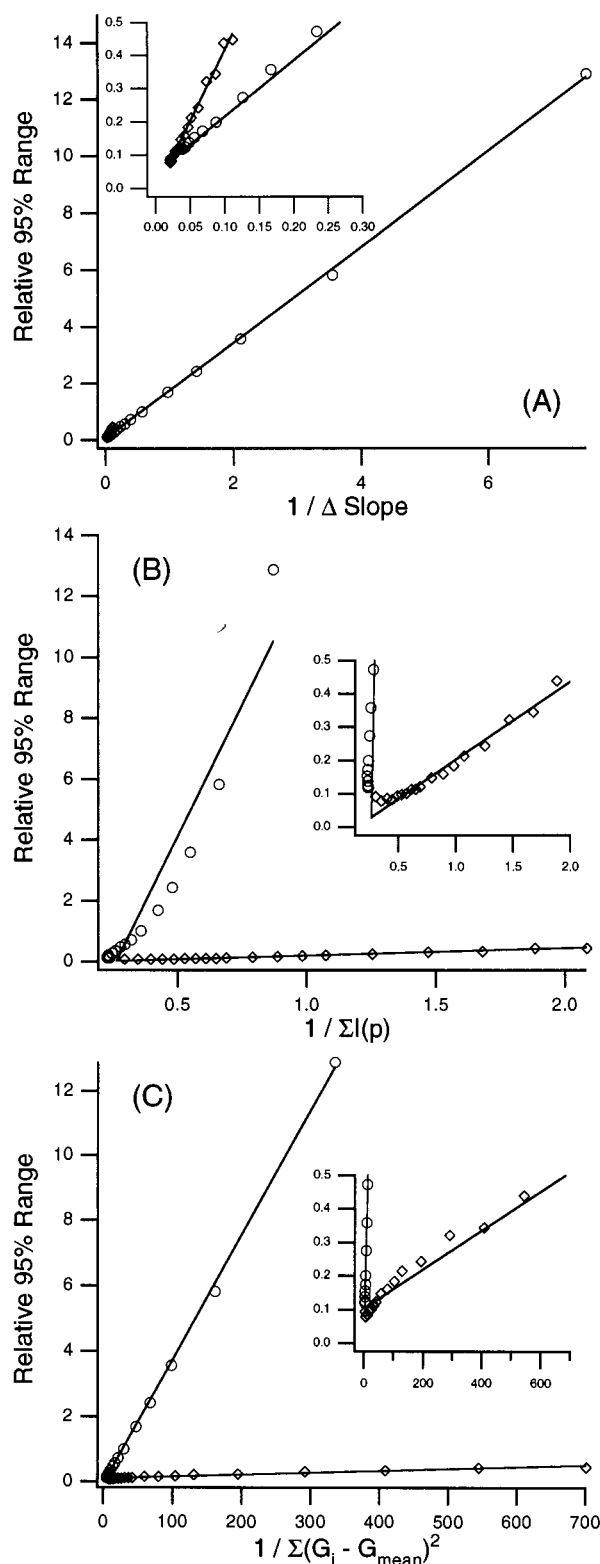 Relative 95% Range
14
12
10
8
6
4
2
0
0.5
0.4
0.3
0.2
0.1
0.0
0.00 0.05 0.10 0.15 0.20 0.25 0.30
(A)
0 2 4 6
1 / Δ Slope
Relative 95% Range
14
12
10
8
6
4
2
0
(B)
0.5
0.4
0.3
0.2
0.1
0.0
0.5 1.0 1.5 2.0
0.5 1.0 1.5 2.0
1 / ΣI(p)
Relative 95% Range
12
10
8
6
4
2
0
(C)
0.5
0.4
0.3
0.2
0.1
0.0
0 200 400 600
0 100 200 300 400 500 600 700
1 / Σ(Gi - Gmean)²